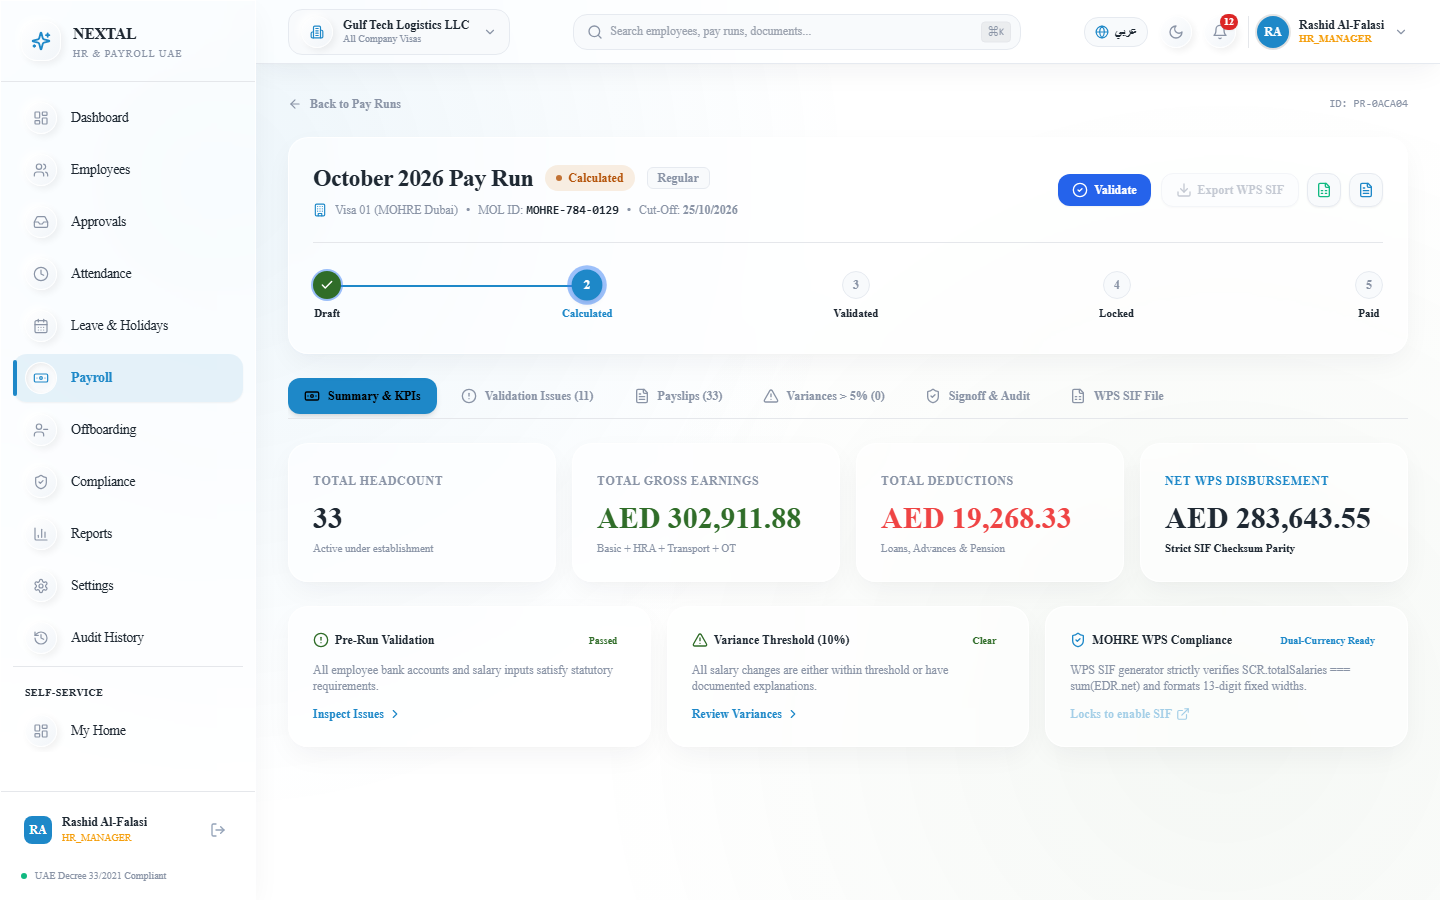 NEXTAL
HR & PAYROLL UAE
Gulf Tech Logistics LLC
All Company Visas
Search employees, pay runs, documents...
⌘K
عربي
12
RA
Rashid Al-Falasi
HR_MANAGER
Dashboard
Employees
Approvals
Attendance
Leave & Holidays
Payroll
Offboarding
Compliance
Reports
Settings
Audit History
SELF-SERVICE
My Home
RA
Rashid Al-Falasi
HR_MANAGER
UAE Decree 33/2021 Compliant
Back to Pay Runs
ID: PR-0ACA04
October 2026 Pay Run
Calculated
Regular
Visa 01 (MOHRE Dubai) • MOL ID: MOHRE-784-0129 • Cut-Off: 25/10/2026
Validate
Export WPS SIF
2
3
4
5
Draft
Calculated
Validated
Locked
Paid
Summary & KPIs
Validation Issues (11)
Payslips (33)
Variances > 5% (0)
Signoff & Audit
WPS SIF File
TOTAL HEADCOUNT
33
Active under establishment
TOTAL GROSS EARNINGS
AED 302,911.88
Basic + HRA + Transport + OT
TOTAL DEDUCTIONS
AED 19,268.33
Loans, Advances & Pension
NET WPS DISBURSEMENT
AED 283,643.55
Strict SIF Checksum Parity
Pre-Run Validation
Passed
All employee bank accounts and salary inputs satisfy statutory
requirements.
Inspect Issues
Variance Threshold (10%)
Clear
All salary changes are either within threshold or have
documented explanations.
Review Variances
MOHRE WPS Compliance
Dual-Currency Ready
WPS SIF generator strictly verifies SCR.totalSalaries ===
sum(EDR.net) and formats 13-digit fixed widths.
Locks to enable SIF